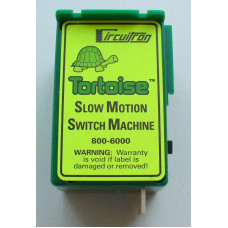 Circuitron
Tortoise™
SLOW MOTION
SWITCH MACHINE
800-6000
WARNING: Warranty
is void if label is
damaged or removed!